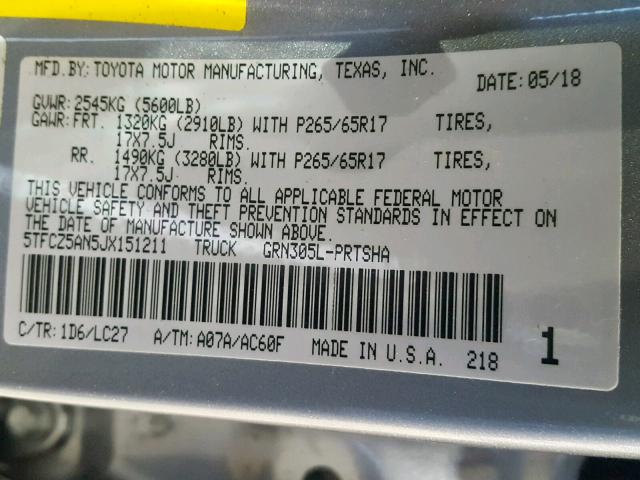 MFD.BY:TOYOTA MOTOR MANUFACTURING, TEXAS, INC.
DATE:05/18
GVWR:2545KG (5600LB)
GAWR:FRT. 1320KG (2910LB) WITH P265/65R17 TIRES,
17X7.5J RIMS.
RR. 1490KG (3280LB) WITH P265/65R17 TIRES,
17X7.5J RIMS.
THIS VEHICLE CONFORMS TO ALL APPLICABLE FEDERAL MOTOR
VEHICLE SAFETY AND THEFT PREVENTION STANDARDS IN EFFECT ON
THE DATE OF MANUFACTURE SHOWN ABOVE.
5TFCZ5AN5JX151211 TRUCK GRN305L-PRTSHA
C/TR:1D6/LC27 A/TM:A07A/AC60F MADE IN U.S.A. 218 1